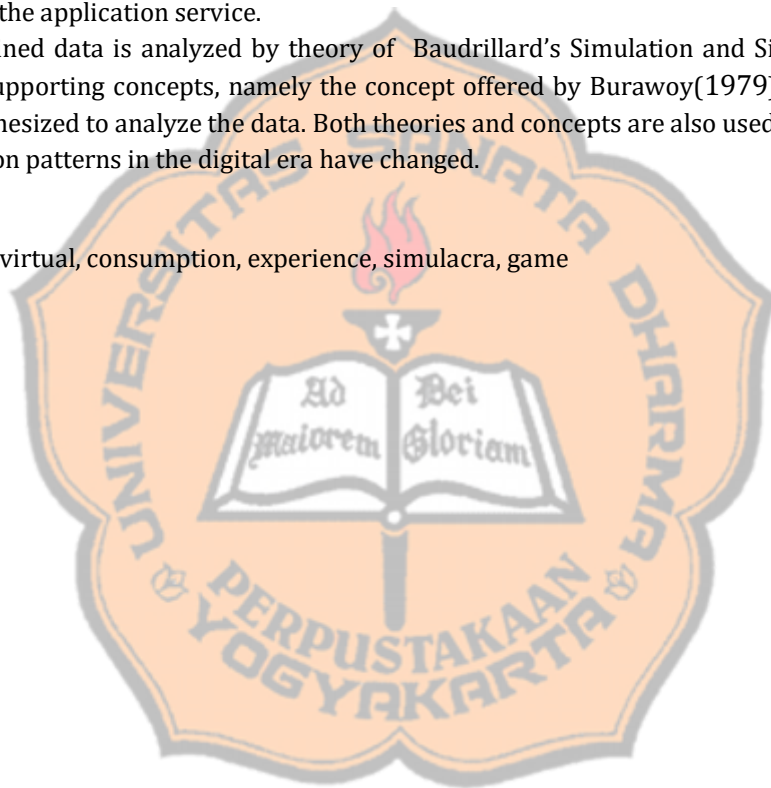 the application service.
ned data is analyzed by theory of Baudrillard’s Simulation and Si
upporting concepts, namely the concept offered by Burawoy(1979)
hesized to analyze the data. Both theories and concepts are also used
on patterns in the digital era have changed.
virtual, consumption, experience, simulacra, game
UNIVERSITAS SANATA DHARMA
Ad
Maiorem
Dei
Gloriam
PERPUSTAKAAN
YOGYAKARTA